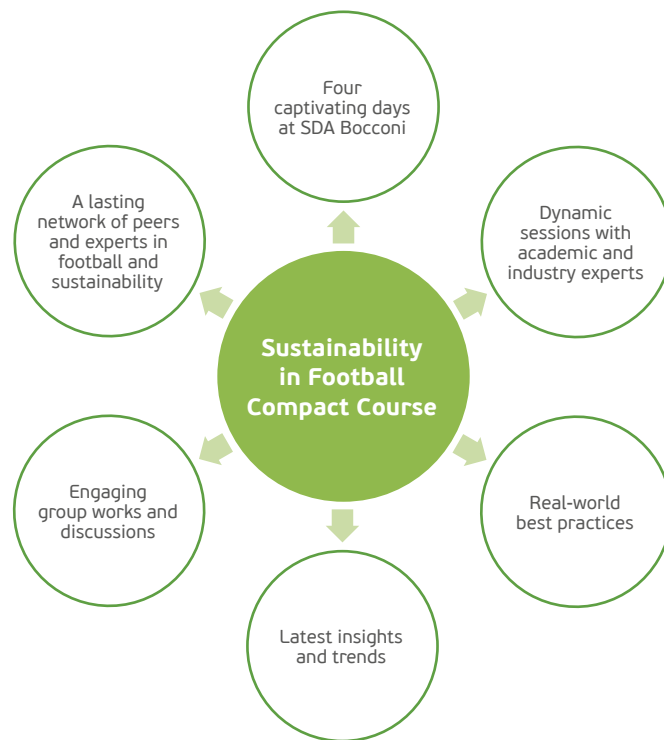 Four
captivating days
at SDA Bocconi
A lasting
network of peers
and experts in
football and
sustainability
Dynamic
sessions with
academic and
industry experts
Sustainability
in Football
Compact Course
Engaging
group works and
discussions
Real-world
best practices
Latest insights
and trends